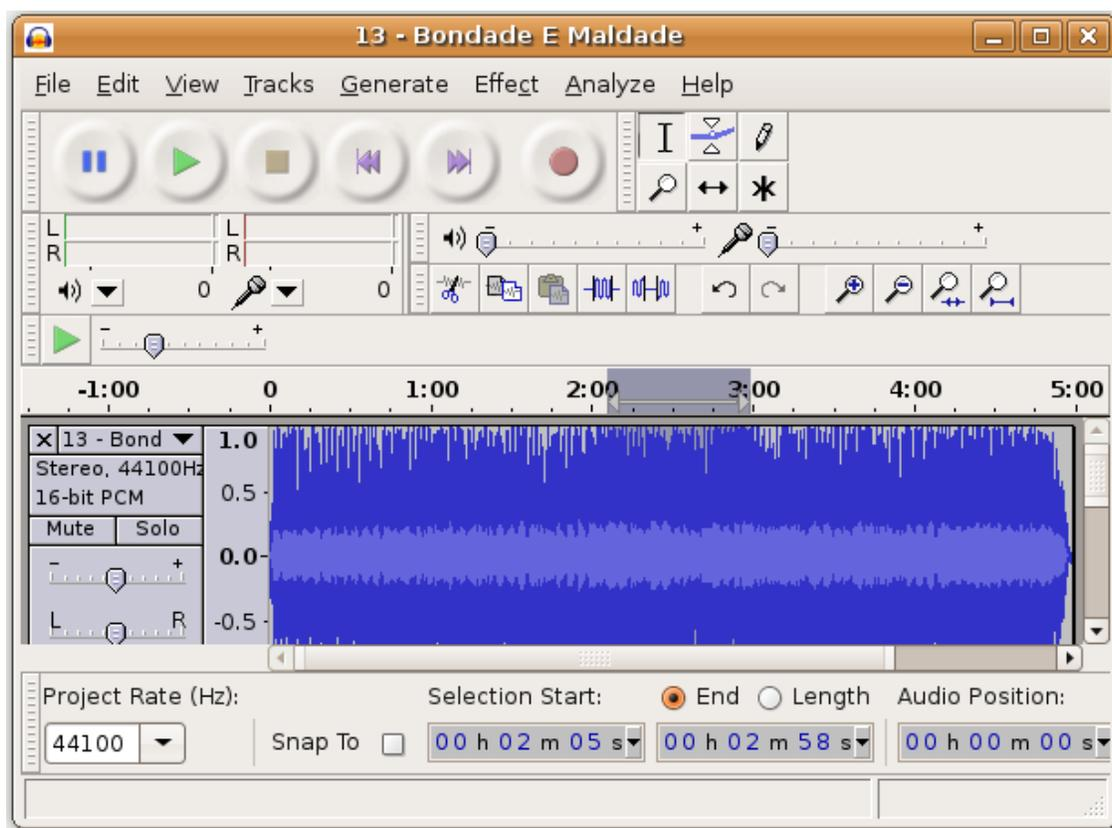 13 - Bondade E Maldade
File Edit View Tracks Generate Effect Analyze Help
L
R
L
R
- +
- +
0
0
- +
-1:00 0 1:00 2:00 3:00 4:00 5:00
13 - Bond
Stereo, 44100Hz
16-bit PCM
Mute Solo
- +
L R
1.0
0.5
0.0
-0.5
Project Rate (Hz):
44100
Snap To
Selection Start:
End
Length
Audio Position:
00 h 02 m 05 s
00 h 02 m 58 s
00 h 00 m 00 s